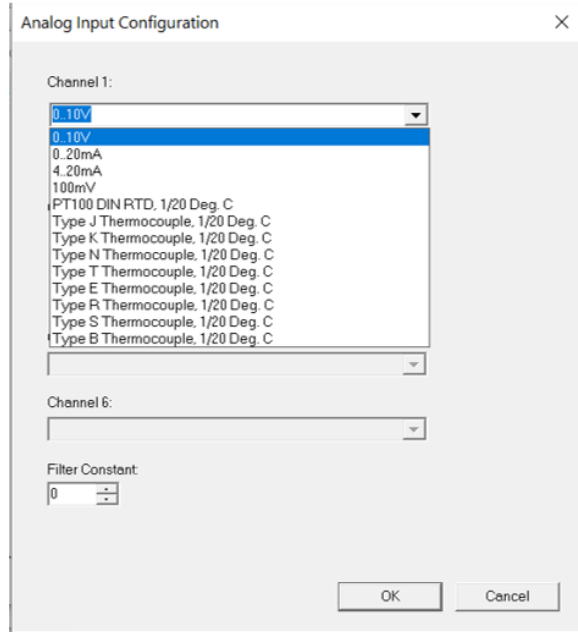 Analog Input Configuration
Channel 1:
0..10V
0..10V
0..20mA
4..20mA
100mV
PT100 DIN RTD, 1/20 Deg. C
Type J Thermocouple, 1/20 Deg. C
Type K Thermocouple, 1/20 Deg. C
Type N Thermocouple, 1/20 Deg. C
Type T Thermocouple, 1/20 Deg. C
Type E Thermocouple, 1/20 Deg. C
Type R Thermocouple, 1/20 Deg. C
Type S Thermocouple, 1/20 Deg. C
Type B Thermocouple, 1/20 Deg. C
Channel 6:
Filter Constant:
0
OK Cancel